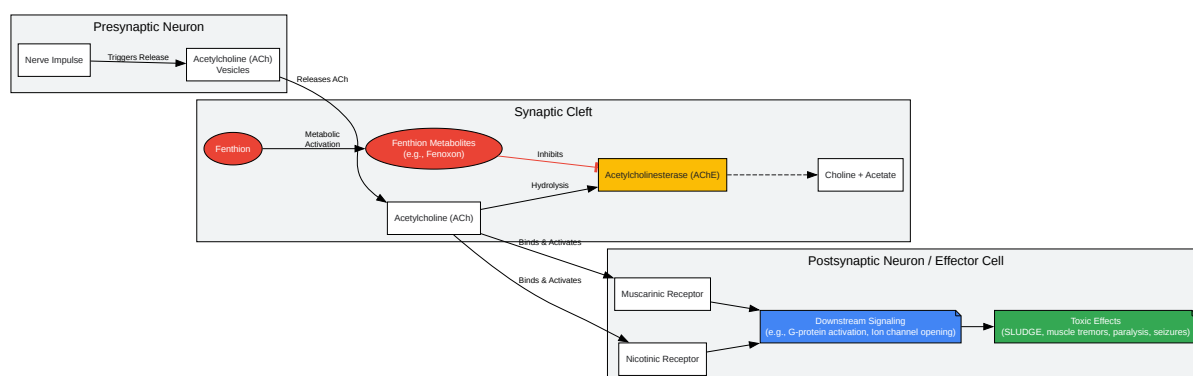 Presynaptic Neuron
Nerve Impulse
Triggers Release
Acetylcholine (ACh)
Vesicles
Releases ACh
Synaptic Cleft
Fenthion
Metabolic
Activation
Fenthion Metabolites
(e.g., Fenoxon)
Inhibits
Acetylcholinesterase (AChE)
Choline + Acetate
Hydrolysis
Acetylcholine (ACh)
Binds & Activates
Binds & Activates
Postsynaptic Neuron / Effector Cell
Muscarinic Receptor
Nicotinic Receptor
Downstream Signaling
(e.g., G-protein activation, Ion channel opening)
Toxic Effects
(SLUDGE, muscle tremors, paralysis, seizures)